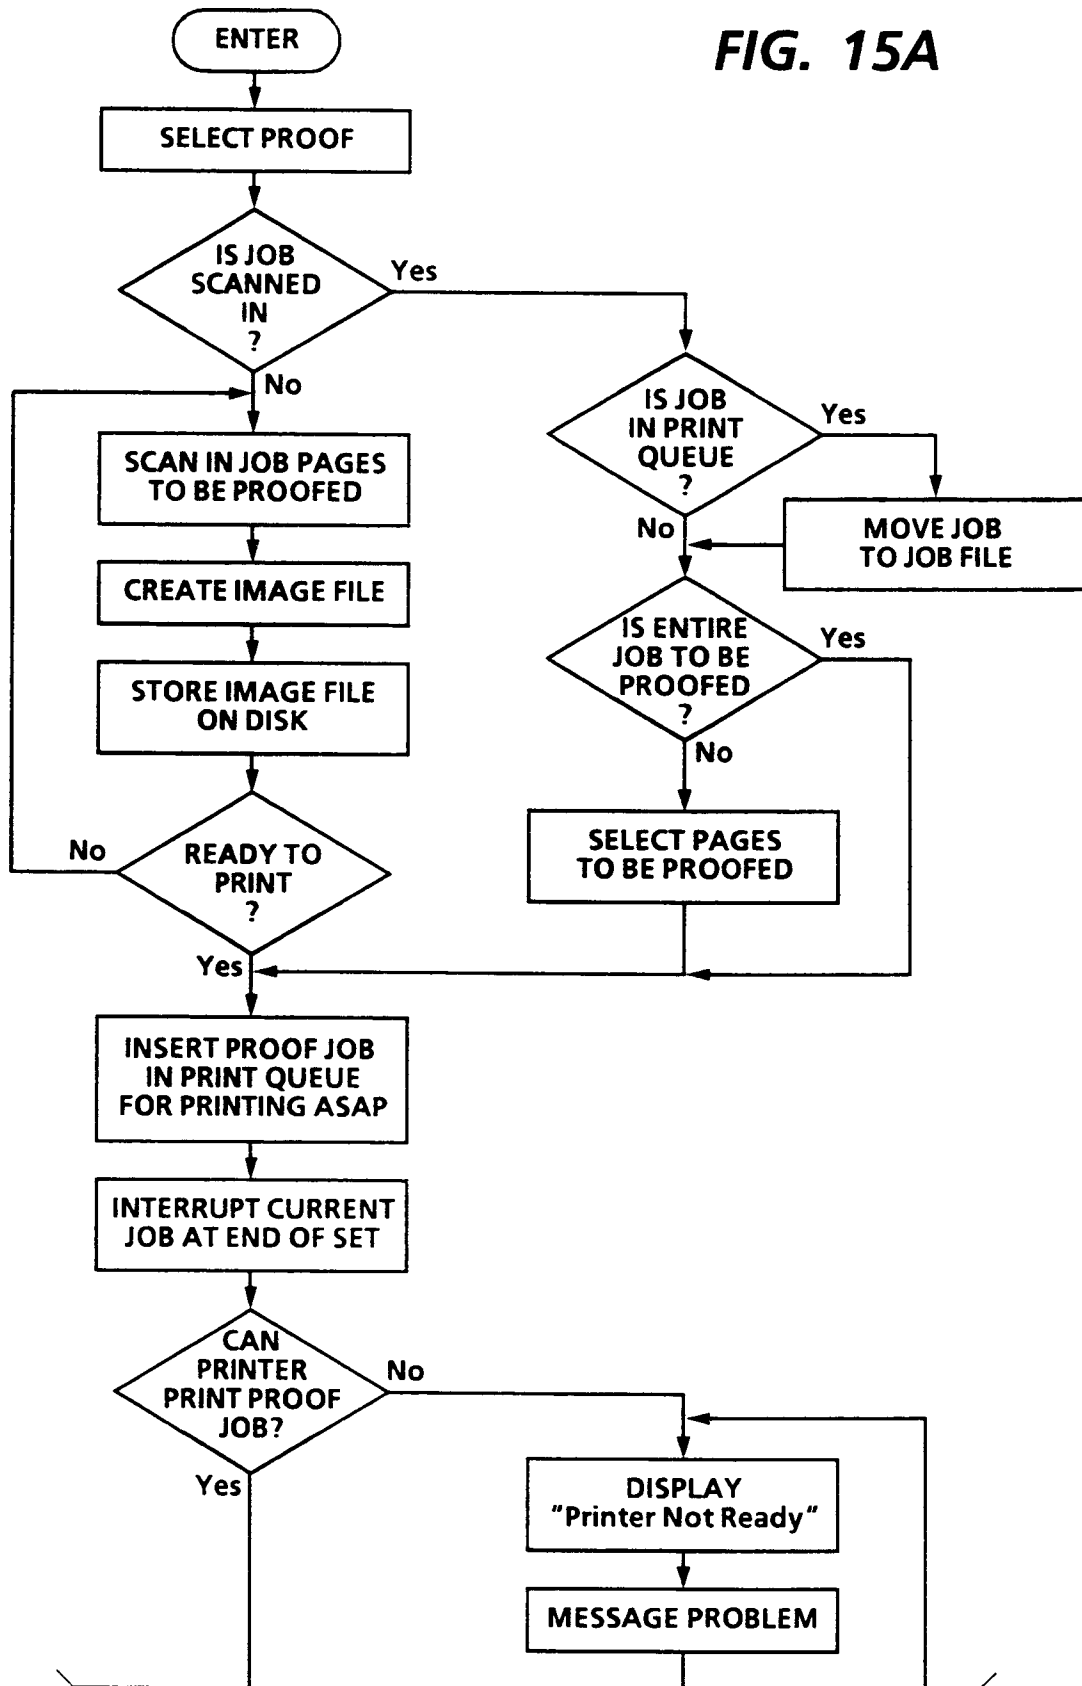 FIG. 15A
ENTER
SELECT PROOF
IS JOB
SCANNED
IN
?
Yes
No
IS JOB
IN PRINT
QUEUE
?
Yes
No
MOVE JOB
TO JOB FILE
SCAN IN JOB PAGES
TO BE PROOFED
CREATE IMAGE FILE
STORE IMAGE FILE
ON DISK
IS ENTIRE
JOB TO BE
PROOFED
?
Yes
No
SELECT PAGES
TO BE PROOFED
READY TO
PRINT
?
No
Yes
INSERT PROOF JOB
IN PRINT QUEUE
FOR PRINTING ASAP
INTERRUPT CURRENT
JOB AT END OF SET
CAN
PRINTER
PRINT PROOF
JOB?
No
Yes
DISPLAY
"Printer Not Ready"
MESSAGE PROBLEM